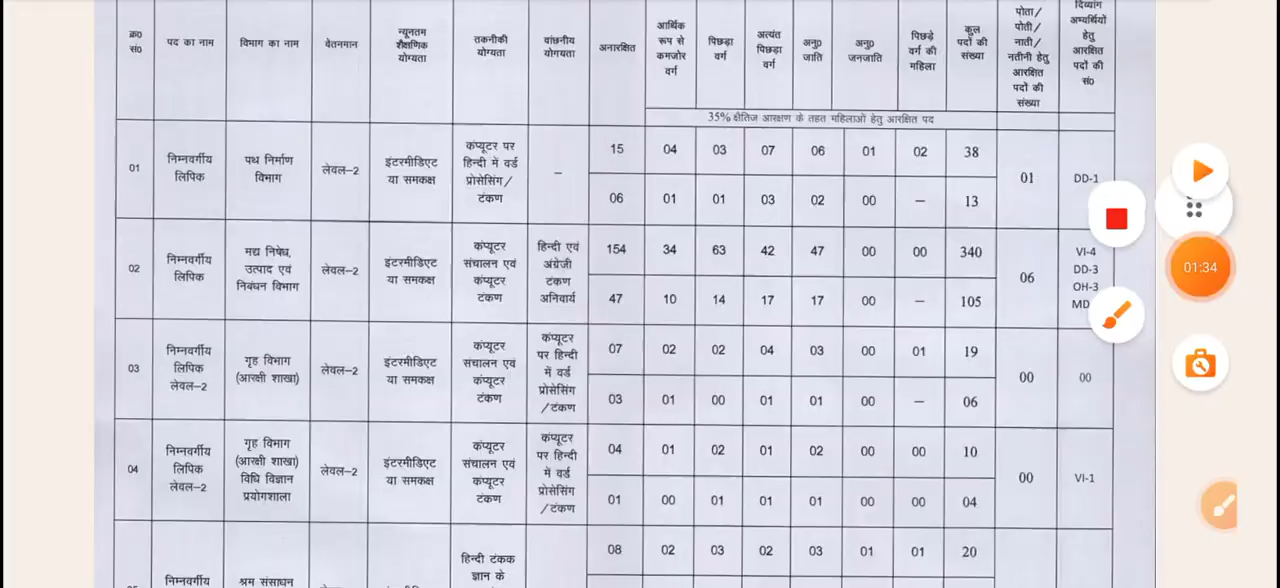 क्र० सं० पद का नाम विभाग का नाम वेतनमान न्यूनतम शैक्षणिक योग्यता तकनीकी योग्यता वांछनीय योगयता अनारक्षित आर्थिक रूप से कमजोर वर्ग पिछड़ा वर्ग अत्यंत पिछड़ा वर्ग अनु० जाति अनु० जनजाति पिछड़े वर्ग की महिला कुल पदों की संख्या पोता/ पोती/ नाती/ नतीनी हेतु आरक्षित पदों की संख्या दिव्यांग अभ्यर्थियों हेतु आरक्षित पदों की सं०
35% क्षैतिज आरक्षण के तहत महिलाओं हेतु आरक्षित पद
01 निम्नवर्गीय लिपिक पथ निर्माण विभाग लेवल–2 इंटरमीडिएट या समकक्ष कंप्यूटर पर हिन्दी में वर्ड प्रोसेसिंग/ टंकण – 15 04 03 07 06 01 02 38 01 DD-1
06 01 01 03 02 00 – 13
02 निम्नवर्गीय लिपिक मद्य निषेध, उत्पाद एवं निबंधन विभाग लेवल–2 इंटरमीडिएट या समकक्ष कंप्यूटर संचालन एवं कंप्यूटर टंकण हिन्दी एवं अंग्रेजी टंकण अनिवार्य 154 34 63 42 47 00 00 340 06 VI-4 DD-3 OH-3 MD
47 10 14 17 17 00 – 105
03 निम्नवर्गीय लिपिक लेवल–2 गृह विभाग (आरक्षी शाखा) लेवल–2 इंटरमीडिएट या समकक्ष कंप्यूटर संचालन एवं कंप्यूटर टंकण कंप्यूटर पर हिन्दी में वर्ड प्रोसेसिंग /टंकण 07 02 02 04 03 00 01 19 00 00
03 01 00 01 01 00 – 06
04 निम्नवर्गीय लिपिक लेवल–2 गृह विभाग (आरक्षी शाखा) विधि विज्ञान प्रयोगशाला लेवल–2 इंटरमीडिएट या समकक्ष कंप्यूटर संचालन एवं कंप्यूटर टंकण कंप्यूटर पर हिन्दी में वर्ड प्रोसेसिंग /टंकण 04 01 02 01 02 00 00 10 00 VI-1
01 00 01 01 01 00 00 04
निम्नवर्गीय श्रम संसाधन हिन्दी टंकक ज्ञान के 08 02 03 02 03 01 01 20
01:34